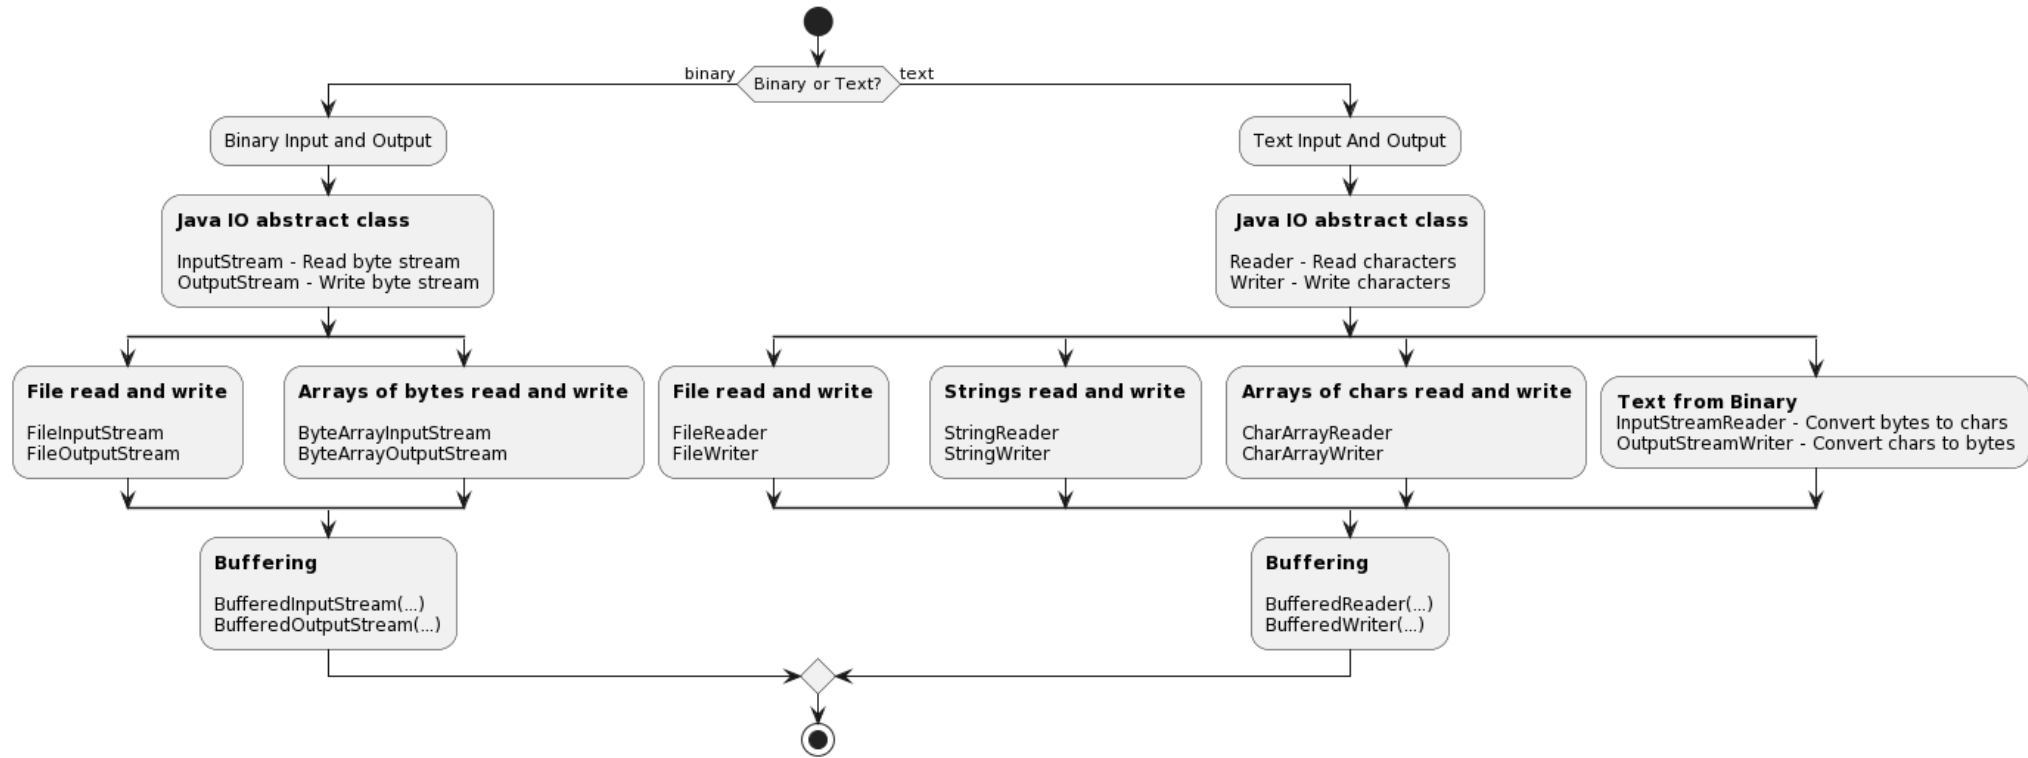 binary
Binary or Text?
text
Binary Input and Output
Text Input And Output
Java IO abstract class
InputStream - Read byte stream
OutputStream - Write byte stream
Java IO abstract class
Reader - Read characters
Writer - Write characters
File read and write
FileInputStream
FileOutputStream
Arrays of bytes read and write
ByteArrayInputStream
ByteArrayOutputStream
File read and write
FileReader
FileWriter
Strings read and write
StringReader
StringWriter
Arrays of chars read and write
CharArrayReader
CharArrayWriter
Text from Binary
InputStreamReader - Convert bytes to chars
OutputStreamWriter - Convert chars to bytes
Buffering
BufferedInputStream(...)
BufferedOutputStream(...)
Buffering
BufferedReader(...)
BufferedWriter(...)